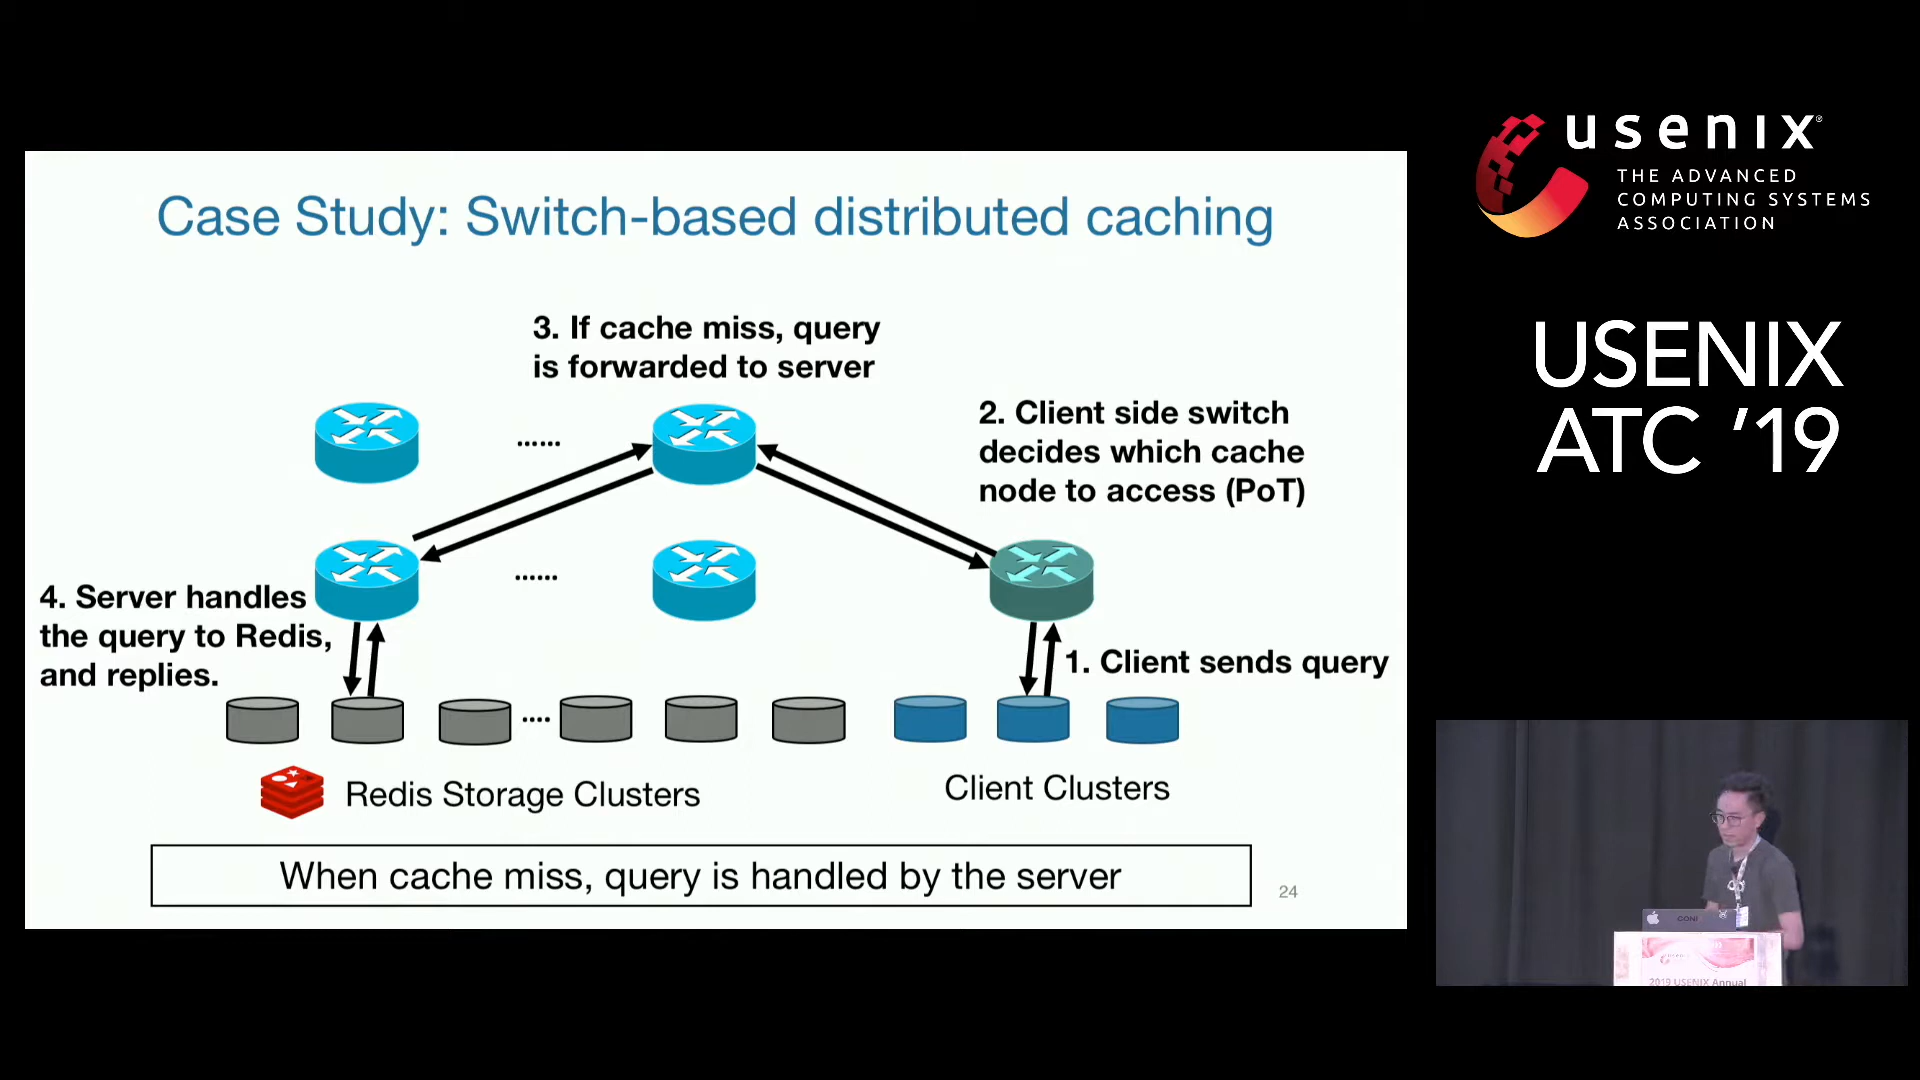 Case Study: Switch-based distributed caching
3. If cache miss, query
is forwarded to server
2. Client side switch
decides which cache
node to access (PoT)
......
......
4. Server handles
the query to Redis,
and replies.
1. Client sends query
....
Redis Storage Clusters
Client Clusters
When cache miss, query is handled by the server
24
usenix®
THE ADVANCED
COMPUTING SYSTEMS
ASSOCIATION
USENIX
ATC ’19
2019 USENIX Annual